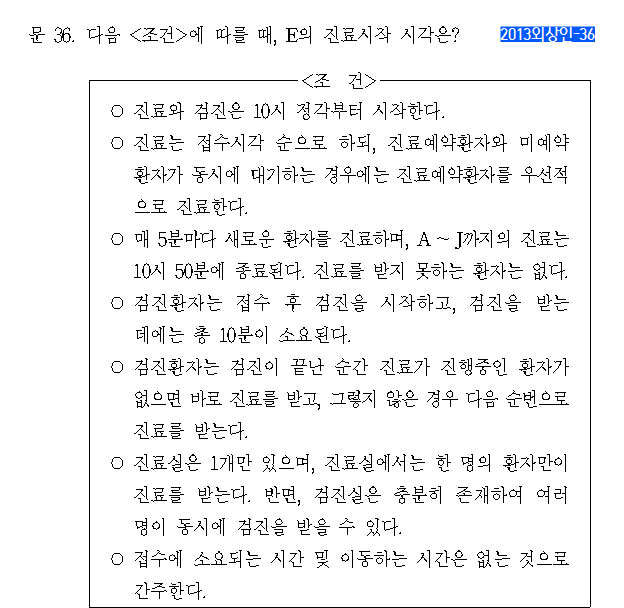 문 36. 다음 <조건>에 따를 때, E의 진료시작 시각은? 2013외상인-36
<조 건>
○ 진료와 검진은 10시 정각부터 시작한다.
○ 진료는 접수시각 순으로 하되, 진료예약환자와 미예약
환자가 동시에 대기하는 경우에는 진료예약환자를 우선적
으로 진료한다.
○ 매 5분마다 새로운 환자를 진료하며, A ~ J까지의 진료는
10시 50분에 종료된다. 진료를 받지 못하는 환자는 없다.
○ 검진환자는 접수 후 검진을 시작하고, 검진을 받는
데에는 총 10분이 소요된다.
○ 검진환자는 검진이 끝난 순간 진료가 진행중인 환자가
없으면 바로 진료를 받고, 그렇지 않은 경우 다음 순번으로
진료를 받는다.
○ 진료실은 1개만 있으며, 진료실에서는 한 명의 환자만이
진료를 받는다. 반면, 검진실은 충분히 존재하여 여러
명이 동시에 검진을 받을 수 있다.
○ 접수에 소요되는 시간 및 이동하는 시간은 없는 것으로
간주한다.